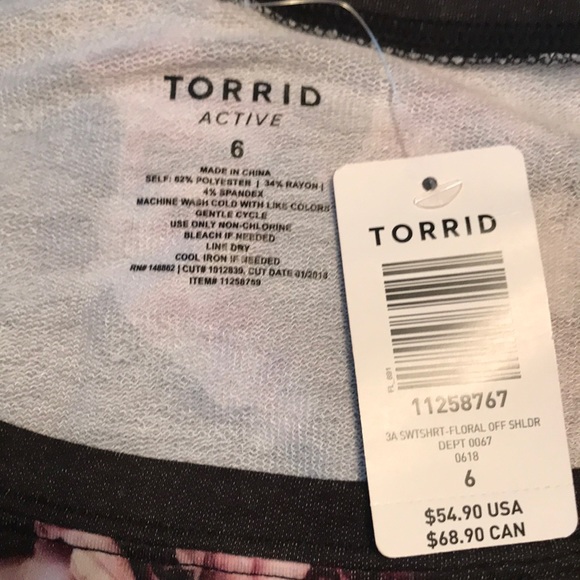 TORRID
ACTIVE
6
MADE IN CHINA
SELF: 62% POLYESTER | 34% RAYON |
4% SPANDEX
MACHINE WASH COLD WITH LIKE COLORS
GENTLE CYCLE
USE ONLY NON-CHLORINE
BLEACH IF NEEDED
LINE DRY
COOL IRON IF NEEDED
RN# 148862 | CUT# 1012839, CUT DATE 01/2018
ITEM# 11258759
TORRID
FL_001
11258767
3A SWTSHRT-FLORAL OFF SHLDR
DEPT 0067
0618
6
$54.90 USA
$68.90 CAN